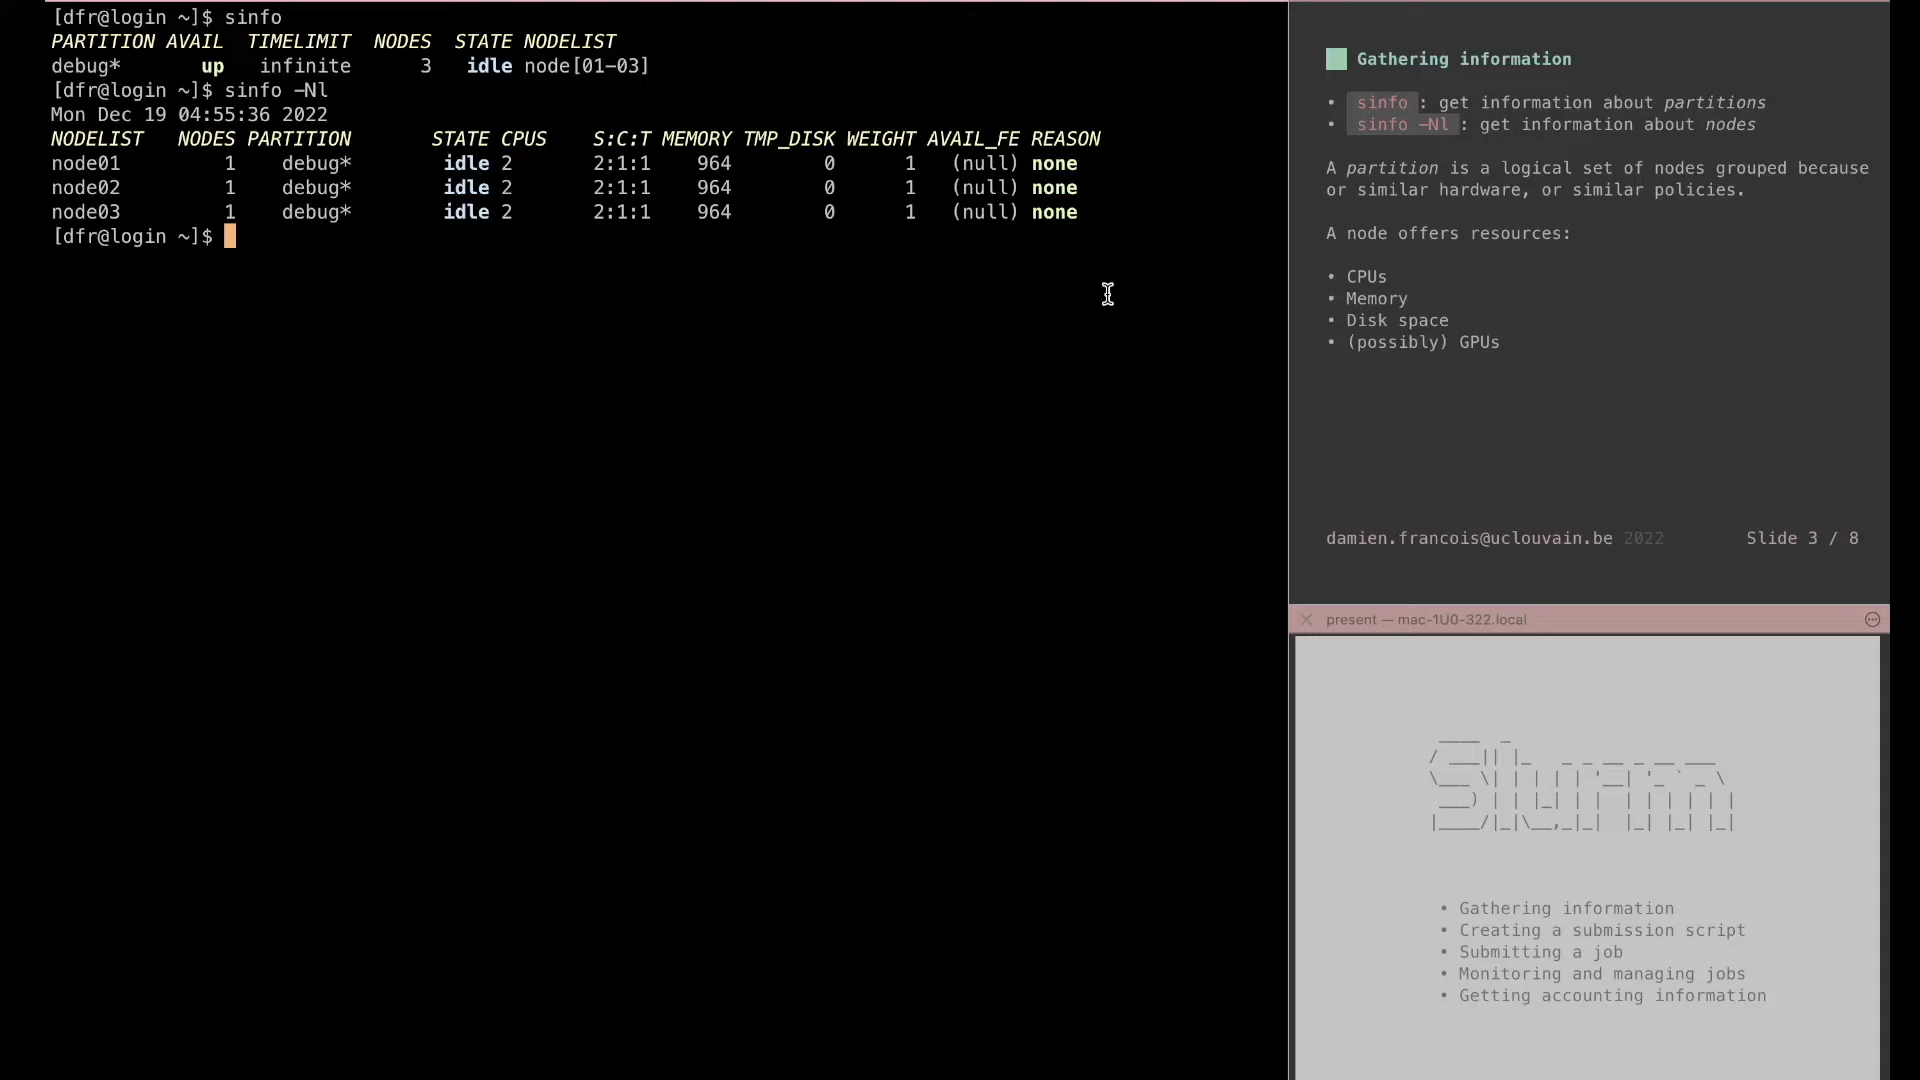 [dfr@login ~]$ sinfo
PARTITION AVAIL  TIMELIMIT  NODES  STATE NODELIST
debug*       up   infinite      3   idle node[01-03]
[dfr@login ~]$ sinfo -Nl
Mon Dec 19 04:55:36 2022
NODELIST   NODES PARTITION       STATE CPUS    S:C:T MEMORY TMP_DISK WEIGHT AVAIL_FE REASON
node01         1    debug*        idle 2       2:1:1    964        0      1   (null) none
node02         1    debug*        idle 2       2:1:1    964        0      1   (null) none
node03         1    debug*        idle 2       2:1:1    964        0      1   (null) none
[dfr@login ~]$
Gathering information
• sinfo : get information about partitions
• sinfo -Nl : get information about nodes
A partition is a logical set of nodes grouped because
or similar hardware, or similar policies.
A node offers resources:
• CPUs
• Memory
• Disk space
• (possibly) GPUs
damien.francois@uclouvain.be 2022 Slide 3 / 8
present — mac-1U0-322.local
Slurm
• Gathering information
• Creating a submission script
• Submitting a job
• Monitoring and managing jobs
• Getting accounting information